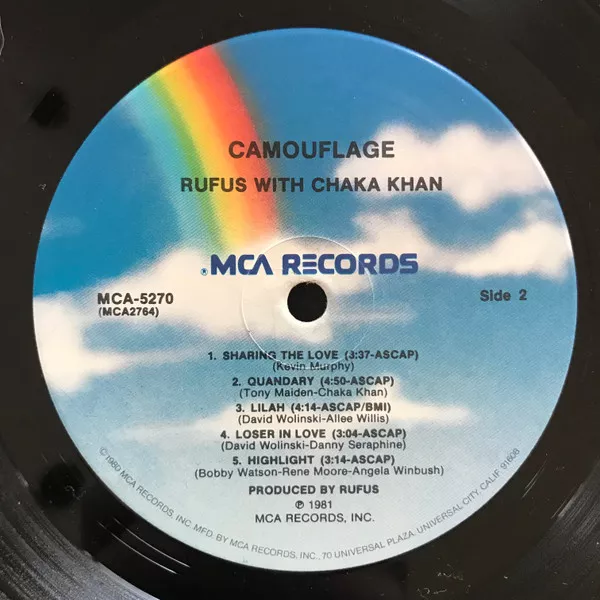 CAMOUFLAGE
RUFUS WITH CHAKA KHAN
®MCA RECORDS
MCA-5270
(MCA2764)
Side 2
1. SHARING THE LOVE (3:37-ASCAP)
(Kevin Murphy)
2. QUANDARY (4:50-ASCAP)
(Tony Maiden-Chaka Khan)
3. LILAH (4:14-ASCAP/BMI)
(David Wolinski-Allee Willis)
4. LOSER IN LOVE (3:04-ASCAP)
(David Wolinski-Danny Seraphine)
5. HIGHLIGHT (3:14-ASCAP)
(Bobby Watson-Rene Moore-Angela Winbush)
PRODUCED BY RUFUS
℗ 1981
MCA RECORDS, INC.
©1980 MCA RECORDS, INC. MFD. BY MCA RECORDS, INC., 70 UNIVERSAL PLAZA, UNIVERSAL CITY, CALIF. 91608